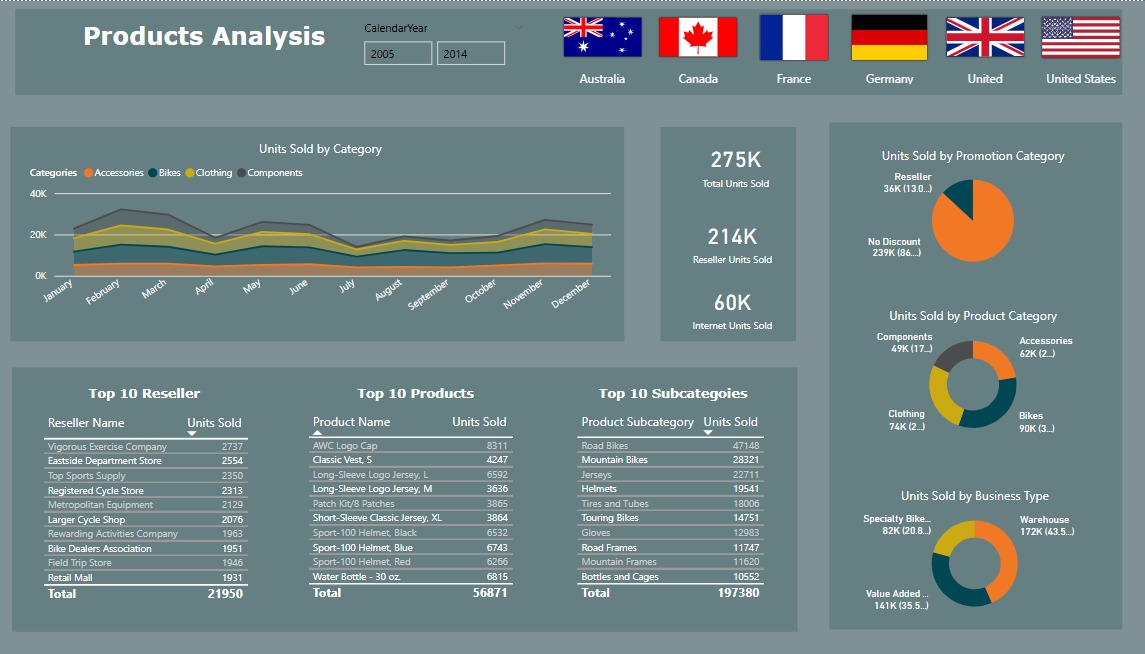 Products Analysis
CalendarYear
2005 2014
Australia Canada France Germany United United States
Units Sold by Category
Categories Accessories Bikes Clothing Components
40K
20K
0K
January February March April May June July August September October November December
275K
Total Units Sold
214K
Reseller Units Sold
60K
Internet Units Sold
Units Sold by Promotion Category
Reseller
36K (13.0...)
No Discount
239K (86...)
Units Sold by Product Category
Components
49K (17...)
Accessories
62K (2...)
Clothing
74K (2...)
Bikes
90K (3...)
Units Sold by Business Type
Specialty Bike...
82K (20.8...)
Warehouse
172K (43.5...)
Value Added ...
141K (35.5...)
Top 10 Reseller
Reseller Name Units Sold
Vigorous Exercise Company 2737
Eastside Department Store 2554
Top Sports Supply 2350
Registered Cycle Store 2313
Metropolitan Equipment 2129
Larger Cycle Shop 2076
Rewarding Activities Company 1963
Bike Dealers Association 1951
Field Trip Store 1946
Retail Mall 1931
Total 21950
Top 10 Products
Product Name Units Sold
AWC Logo Cap 8311
Classic Vest, S 4247
Long-Sleeve Logo Jersey, L 6592
Long-Sleeve Logo Jersey, M 3636
Patch Kit/8 Patches 3865
Short-Sleeve Classic Jersey, XL 3864
Sport-100 Helmet, Black 6532
Sport-100 Helmet, Blue 6743
Sport-100 Helmet, Red 6266
Water Bottle - 30 oz. 6815
Total 56871
Top 10 Subcategoies
Product Subcategory Units Sold
Road Bikes 47148
Mountain Bikes 28321
Jerseys 22711
Helmets 19541
Tires and Tubes 18006
Touring Bikes 14751
Gloves 12983
Road Frames 11747
Mountain Frames 11620
Bottles and Cages 10552
Total 197380